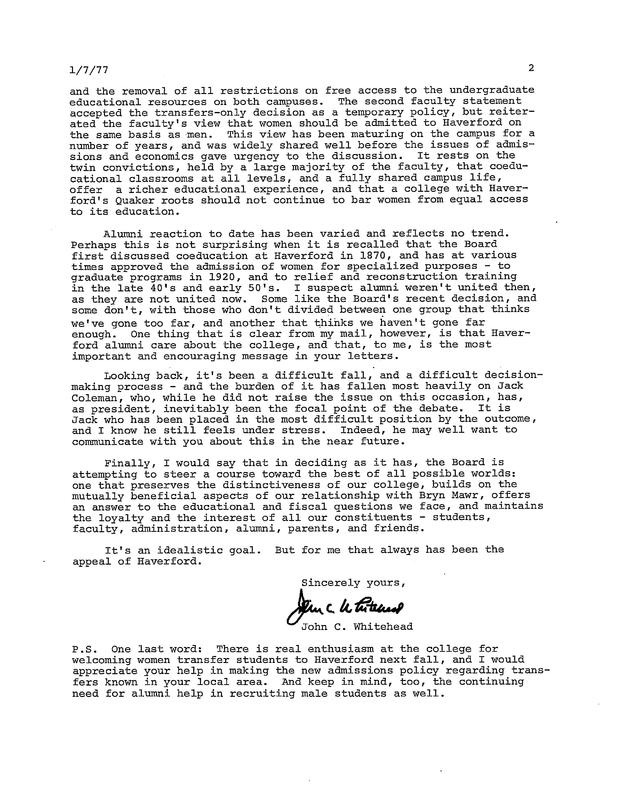 1/7/77 2
and the removal of all restrictions on free access to the undergraduate
educational resources on both campuses. The second faculty statement
accepted the transfers-only decision as a temporary policy, but reiter-
ated the faculty's view that women should be admitted to Haverford on
the same basis as men. This view has been maturing on the campus for a
number of years, and was widely shared well before the issues of admis-
sions and economics gave urgency to the discussion. It rests on the
twin convictions, held by a large majority of the faculty, that coedu-
cational classrooms at all levels, and a fully shared campus life,
offer a richer educational experience, and that a college with Haver-
ford's Quaker roots should not continue to bar women from equal access
to its education.
Alumni reaction to date has been varied and reflects no trend.
Perhaps this is not surprising when it is recalled that the Board
first discussed coeducation at Haverford in 1870, and has at various
times approved the admission of women for specialized purposes - to
graduate programs in 1920, and to relief and reconstruction training
in the late 40's and early 50's. I suspect alumni weren't united then,
as they are not united now. Some like the Board's recent decision, and
some don't, with those who don't divided between one group that thinks
we've gone too far, and another that thinks we haven't gone far
enough. One thing that is clear from my mail, however, is that Haver-
ford alumni care about the college, and that, to me, is the most
important and encouraging message in your letters.
Looking back, it's been a difficult fall, and a difficult decision-
making process - and the burden of it has fallen most heavily on Jack
Coleman, who, while he did not raise the issue on this occasion, has,
as president, inevitably been the focal point of the debate. It is
Jack who has been placed in the most difficult position by the outcome,
and I know he still feels under stress. Indeed, he may well want to
communicate with you about this in the near future.
Finally, I would say that in deciding as it has, the Board is
attempting to steer a course toward the best of all possible worlds:
one that preserves the distinctiveness of our college, builds on the
mutually beneficial aspects of our relationship with Bryn Mawr, offers
an answer to the educational and fiscal questions we face, and maintains
the loyalty and the interest of all our constituents - students,
faculty, administration, alumni, parents, and friends.
It's an idealistic goal. But for me that always has been the
appeal of Haverford.
Sincerely yours,
John C. Whitehead
John C. Whitehead
P.S. One last word: There is real enthusiasm at the college for
welcoming women transfer students to Haverford next fall, and I would
appreciate your help in making the new admissions policy regarding trans-
fers known in your local area. And keep in mind, too, the continuing
need for alumni help in recruiting male students as well.